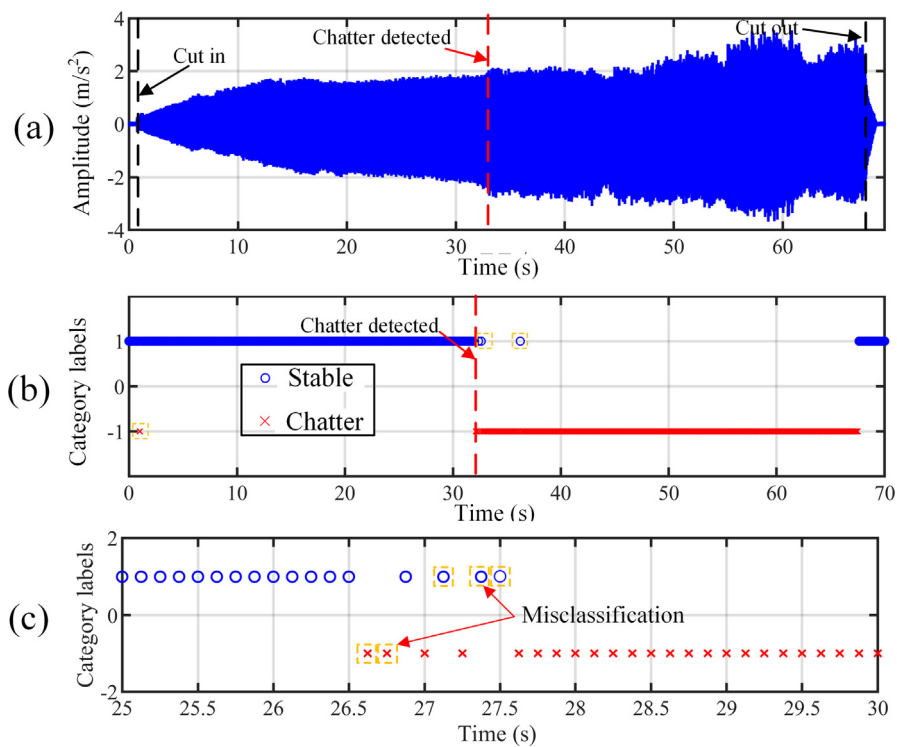 (a)
Amplitude (m/s²)
4
2
0
-2
-4
Cut in
Chatter detected
Cut out
0 10 20 30 40 50 60
Time (s)
(b)
Category labels
1
0
-1
Chatter detected
Stable
Chatter
0 10 20 30 40 50 60 70
Time (s)
(c)
Category labels
2
0
-2
Misclassification
25 25.5 26 26.5 27 27.5 28 28.5 29 29.5 30
Time (s)